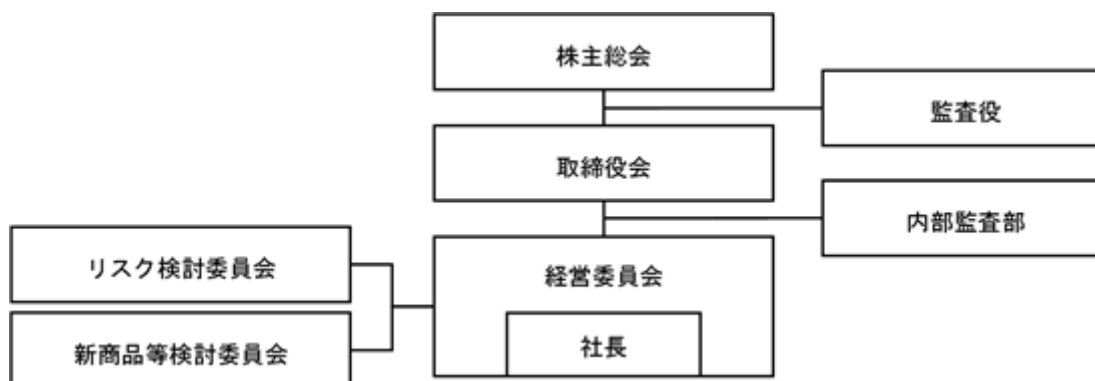 株主総会
監査役
取締役会
内部監査部
リスク検討委員会
経営委員会
新商品等検討委員会
社長